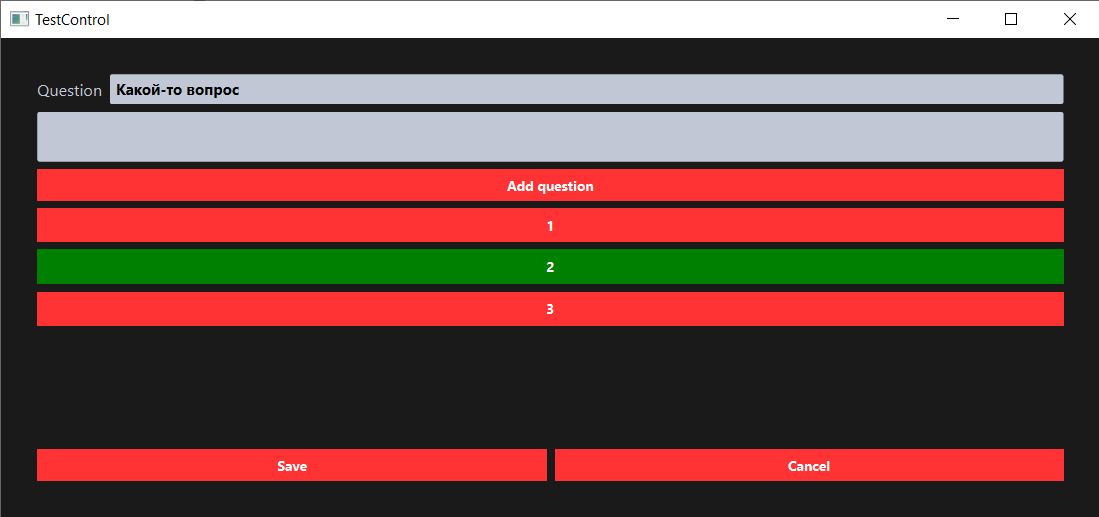 TestControl
Question Какой-то вопрос
Add question
1
2
3
Save Cancel